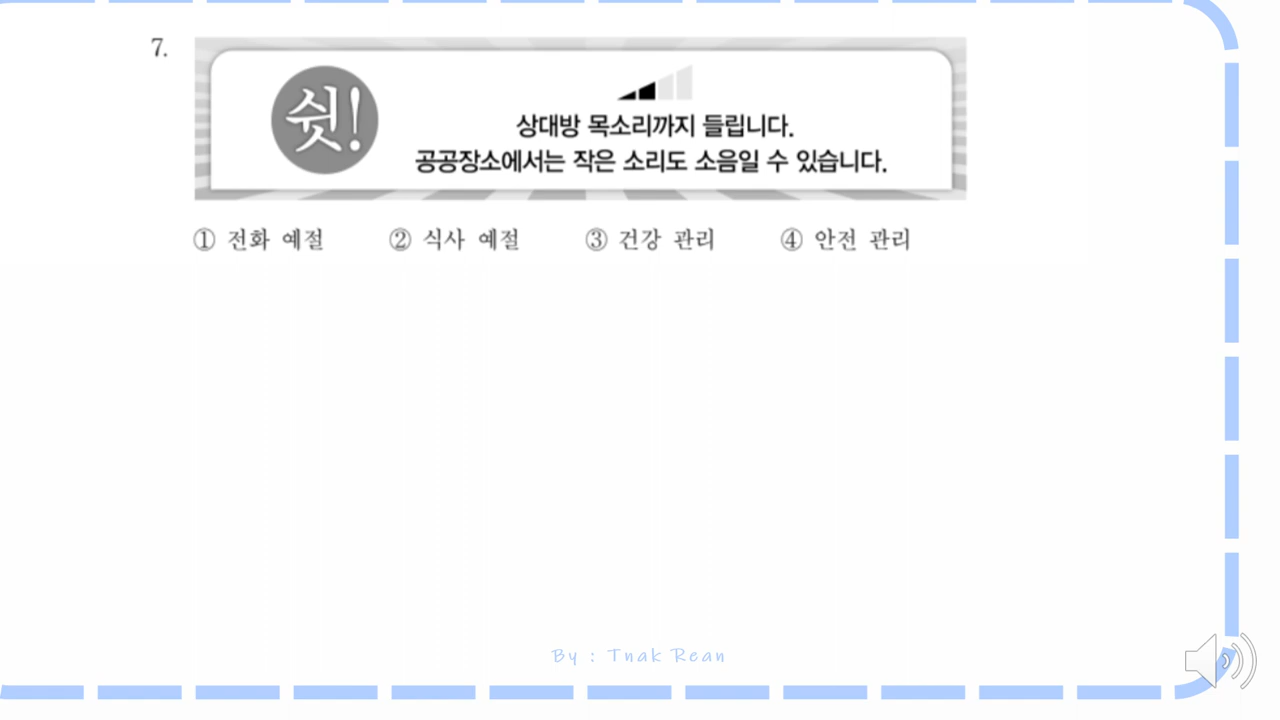 7.
쉿!
상대방 목소리까지 들립니다.
공공장소에서는 작은 소리도 소음일 수 있습니다.
① 전화 예절 ② 식사 예절 ③ 건강 관리 ④ 안전 관리
By : Tnak Rean